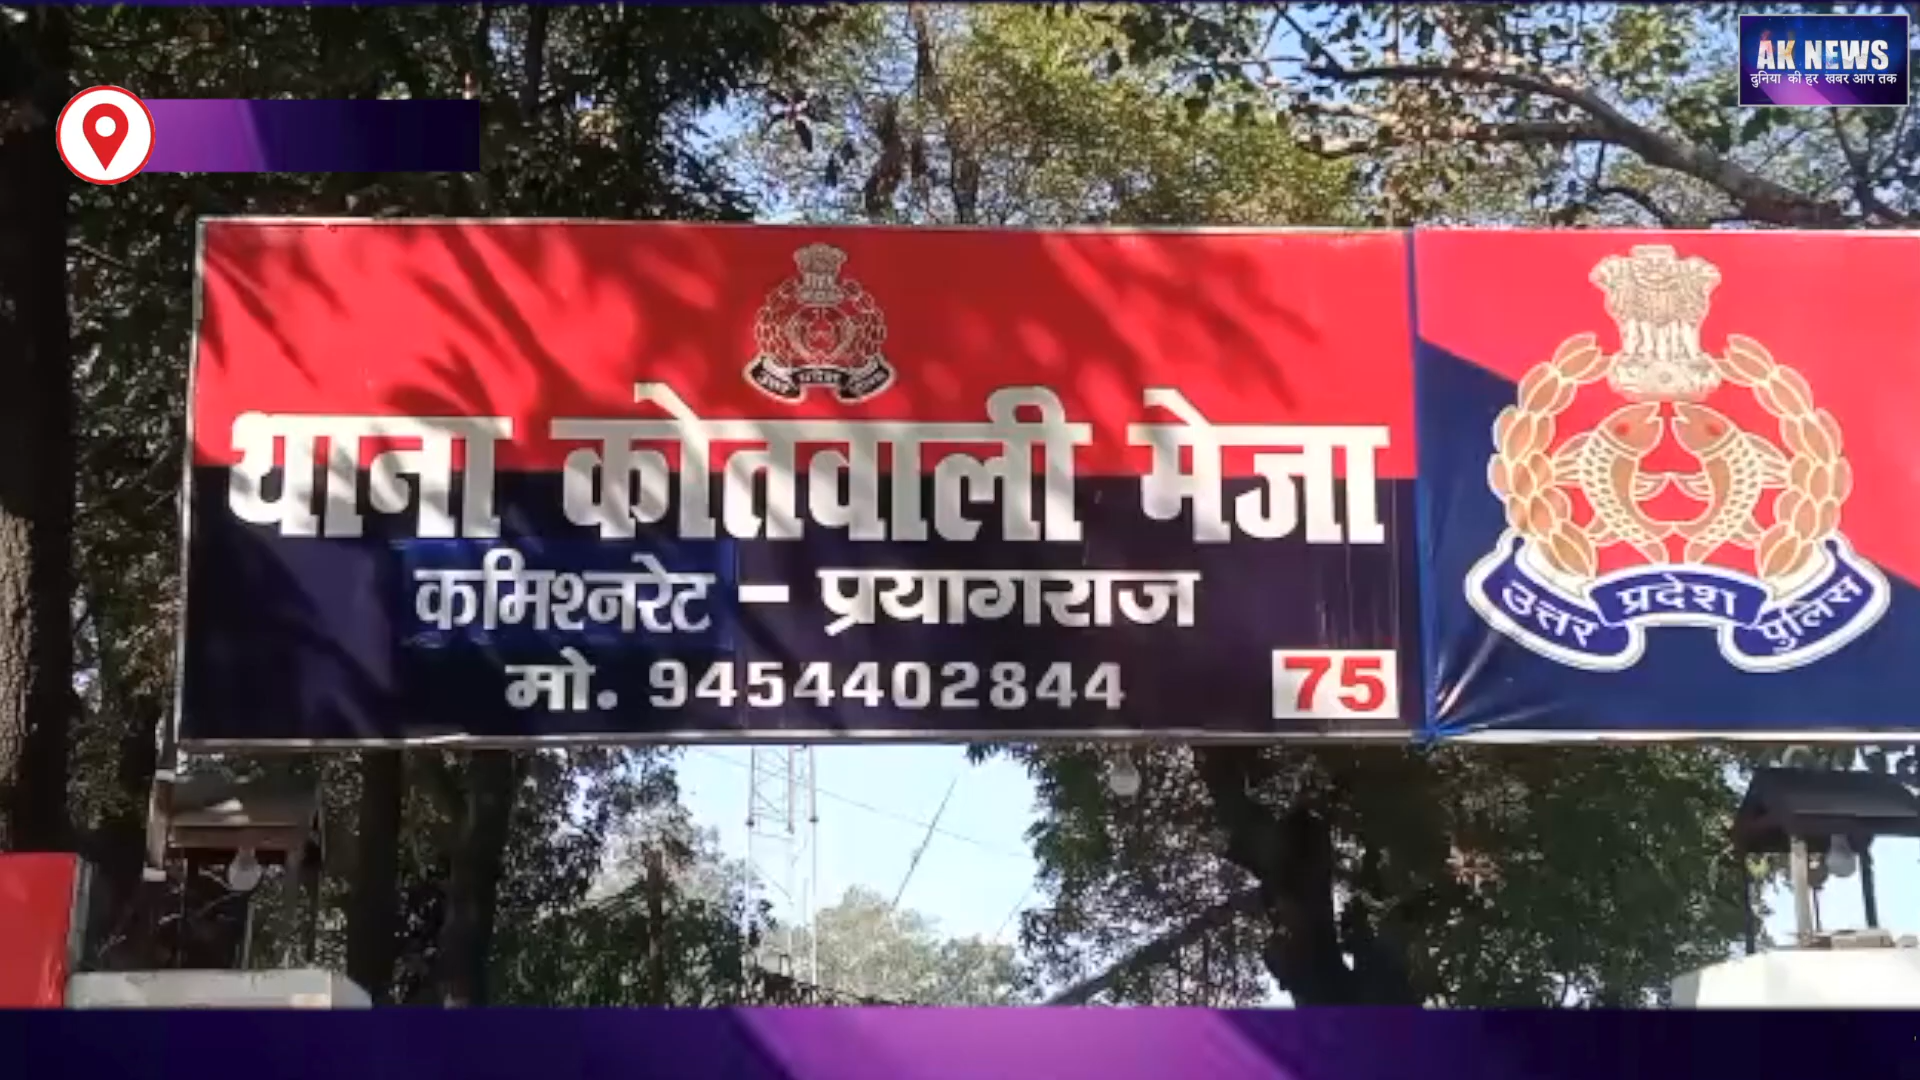 AK NEWS
दुनिया की हर खबर आप तक
थाना कोतवाली मेजा
कमिश्नरेट - प्रयागराज
मो. 9454402844
75
उत्तर प्रदेश पुलिस